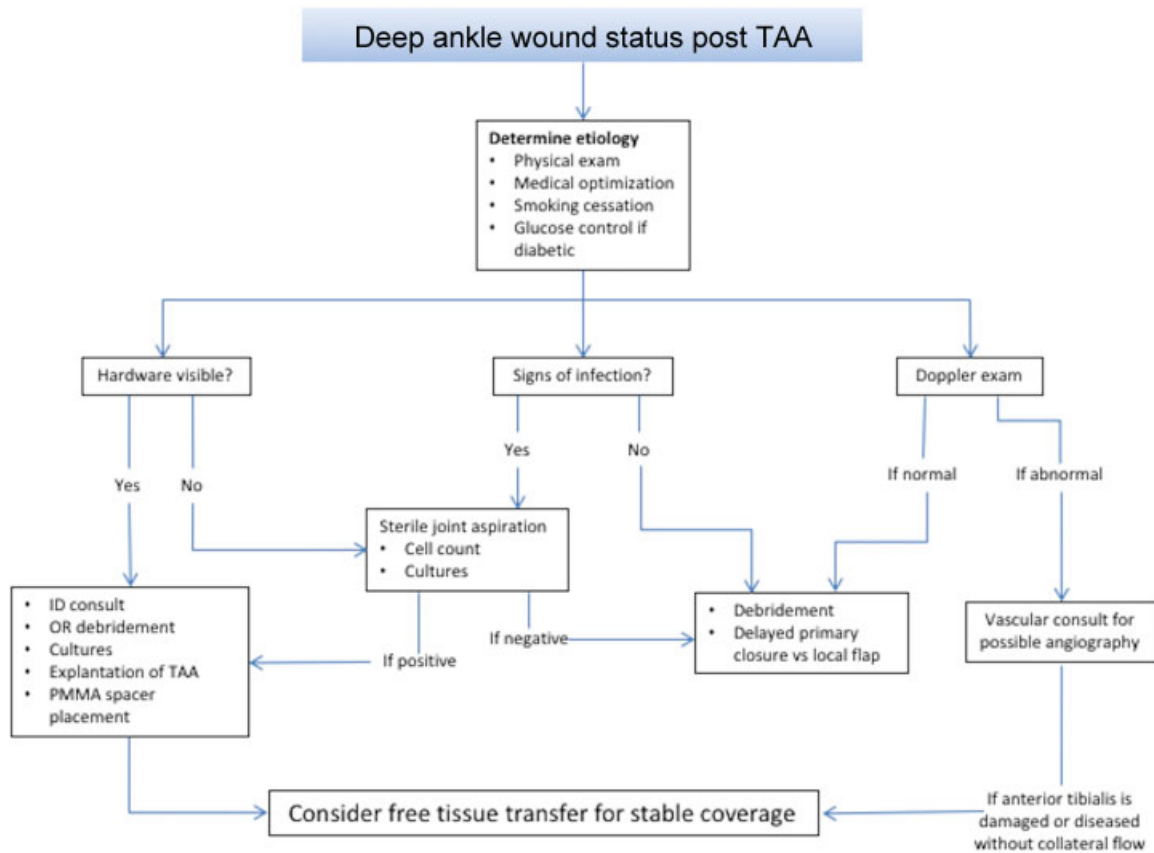 Deep ankle wound status post TAA
Determine etiology
• Physical exam
• Medical optimization
• Smoking cessation
• Glucose control if
diabetic
Hardware visible?
Signs of infection?
Doppler exam
Yes
No
Yes
No
If normal
If abnormal
Sterile joint aspiration
• Cell count
• Cultures
• ID consult
• OR debridement
• Cultures
• Explantation of TAA
• PMMA spacer
placement
If positive
If negative
• Debridement
• Delayed primary
closure vs local flap
Vascular consult for
possible angiography
Consider free tissue transfer for stable coverage
If anterior tibialis is
damaged or diseased
without collateral flow